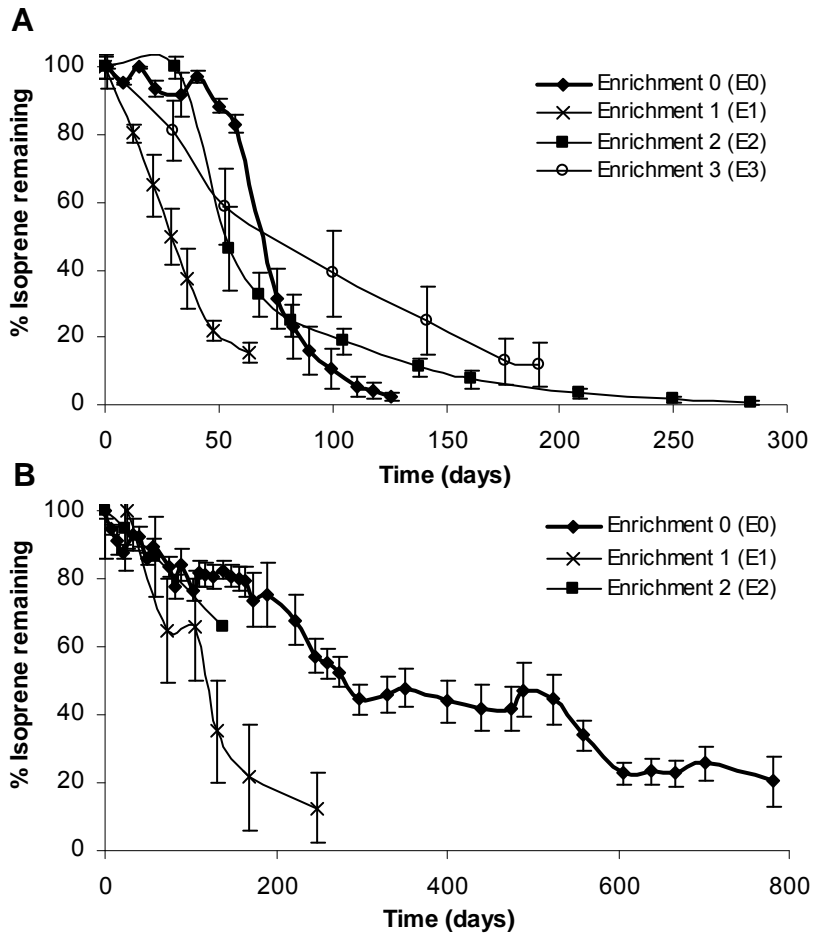 A
% Isoprene remaining
100
80
60
40
20
0
Enrichment 0 (E0)
Enrichment 1 (E1)
Enrichment 2 (E2)
Enrichment 3 (E3)
0 50 100 150 200 250 300
Time (days)
B
% Isoprene remaining
100
80
60
40
20
0
Enrichment 0 (E0)
Enrichment 1 (E1)
Enrichment 2 (E2)
0 200 400 600 800
Time (days)